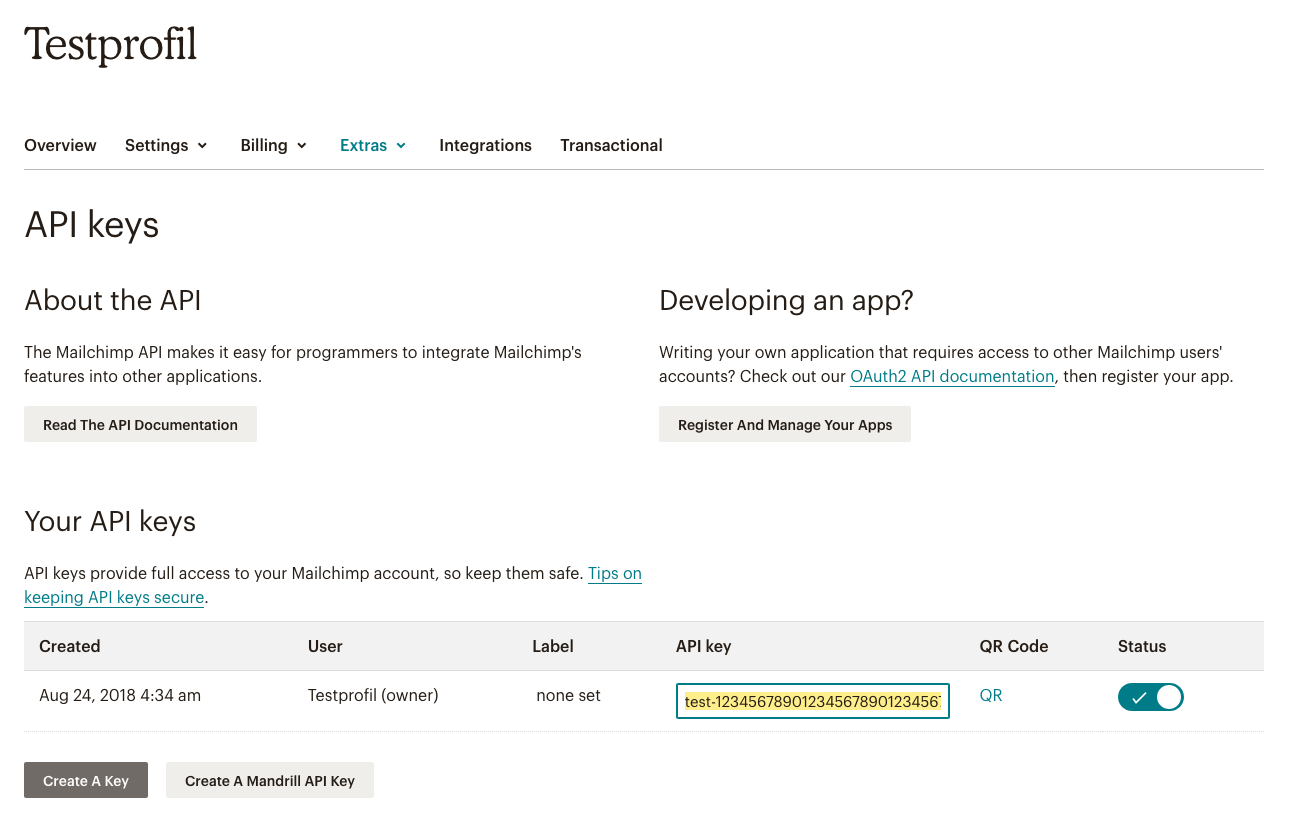 Testprofil
Overview Settings Billing Extras Integrations Transactional
API keys
About the API
The Mailchimp API makes it easy for programmers to integrate Mailchimp's
features into other applications.
Read The API Documentation
Developing an app?
Writing your own application that requires access to other Mailchimp users'
accounts? Check out our OAuth2 API documentation, then register your app.
Register And Manage Your Apps
Your API keys
API keys provide full access to your Mailchimp account, so keep them safe. Tips on
keeping API keys secure.
Created User Label API key QR Code Status
Aug 24, 2018 4:34 am Testprofil (owner) none set test-123456789012345678901234567 QR
Create A Key Create A Mandrill API Key